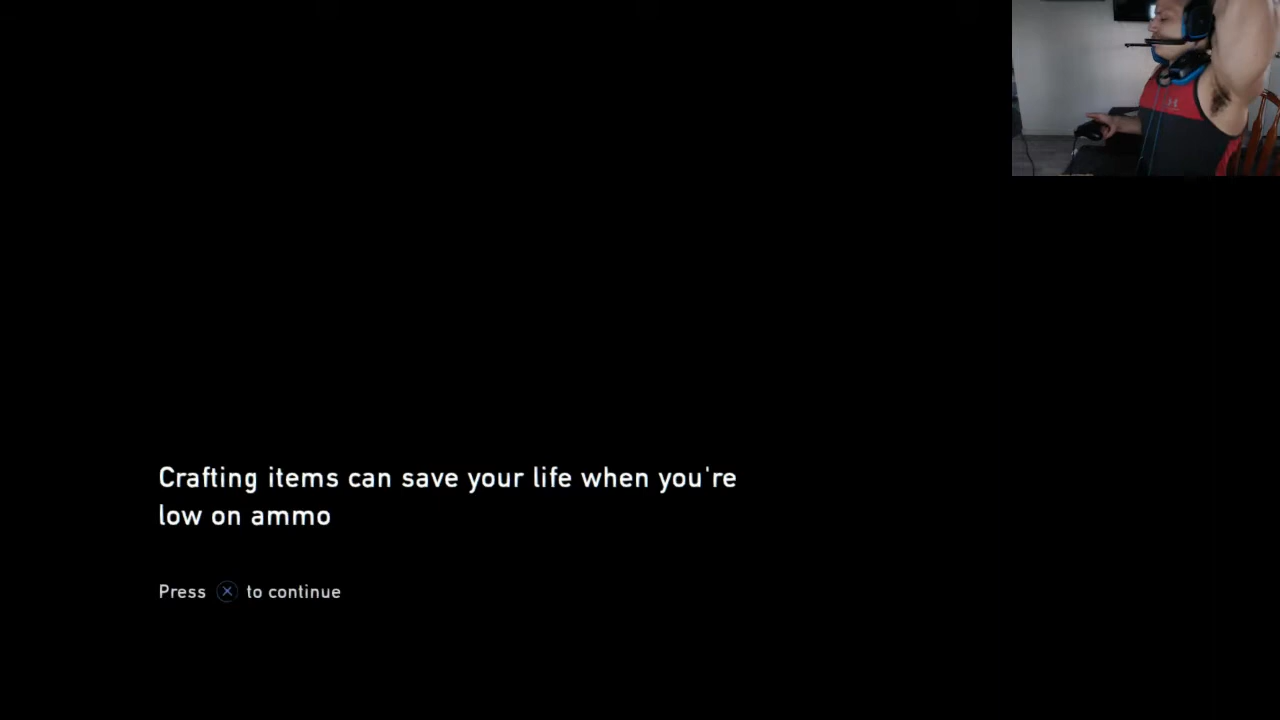 Crafting items can save your life when you're
low on ammo
Press ⓧ to continue